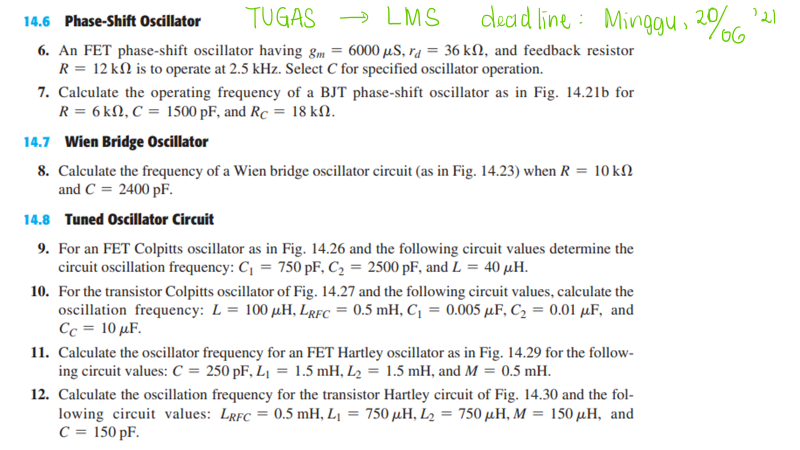 14.6 Phase-Shift Oscillator TUGAS → LMS deadline : Minggu, 20/06 '21
6. An FET phase-shift oscillator having gm = 6000 μS, rd = 36 kΩ, and feedback resistor
R = 12 kΩ is to operate at 2.5 kHz. Select C for specified oscillator operation.
7. Calculate the operating frequency of a BJT phase-shift oscillator as in Fig. 14.21b for
R = 6 kΩ, C = 1500 pF, and RC = 18 kΩ.
14.7 Wien Bridge Oscillator
8. Calculate the frequency of a Wien bridge oscillator circuit (as in Fig. 14.23) when R = 10 kΩ
and C = 2400 pF.
14.8 Tuned Oscillator Circuit
9. For an FET Colpitts oscillator as in Fig. 14.26 and the following circuit values determine the
circuit oscillation frequency: C1 = 750 pF, C2 = 2500 pF, and L = 40 μH.
10. For the transistor Colpitts oscillator of Fig. 14.27 and the following circuit values, calculate the
oscillation frequency: L = 100 μH, LRFC = 0.5 mH, C1 = 0.005 μF, C2 = 0.01 μF, and
CC = 10 μF.
11. Calculate the oscillator frequency for an FET Hartley oscillator as in Fig. 14.29 for the follow-
ing circuit values: C = 250 pF, L1 = 1.5 mH, L2 = 1.5 mH, and M = 0.5 mH.
12. Calculate the oscillation frequency for the transistor Hartley circuit of Fig. 14.30 and the fol-
lowing circuit values: LRFC = 0.5 mH, L1 = 750 μH, L2 = 750 μH, M = 150 μH, and
C = 150 pF.